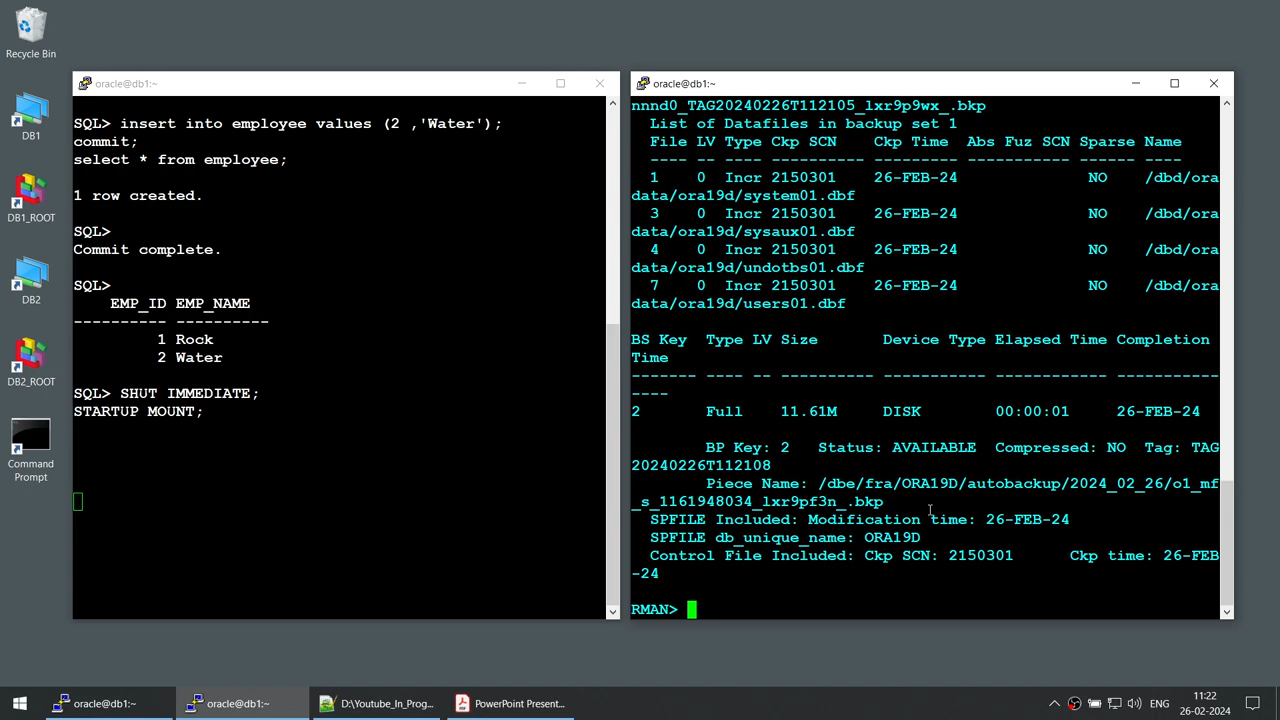 Recycle Bin
DB1
DB1_ROOT
DB2
DB2_ROOT
Command
Prompt
oracle@db1:~
SQL> insert into employee values (2 ,'Water');
commit;
select * from employee;
1 row created.
SQL>
Commit complete.
SQL>
EMP_ID EMP_NAME
---------- ----------
1 Rock
2 Water
SQL> SHUT IMMEDIATE;
STARTUP MOUNT;
oracle@db1:~
nnnd0_TAG20240226T112105_lxr9p9wx_.bkp
List of Datafiles in backup set 1
File LV Type Ckp SCN    Ckp Time  Abs Fuz SCN Sparse Name
---- -- ---- ---------- --------- ----------- ------ ----
1    0  Incr 2150301    26-FEB-24              NO    /dbd/ora
data/ora19d/system01.dbf
3    0  Incr 2150301    26-FEB-24              NO    /dbd/ora
data/ora19d/sysaux01.dbf
4    0  Incr 2150301    26-FEB-24              NO    /dbd/ora
data/ora19d/undotbs01.dbf
7    0  Incr 2150301    26-FEB-24              NO    /dbd/ora
data/ora19d/users01.dbf
BS Key  Type LV Size       Device Type Elapsed Time Completion
Time
------- ---- -- ---------- ----------- ------------ -----------
----
2       Full    11.61M     DISK        00:00:01     26-FEB-24
BP Key: 2   Status: AVAILABLE  Compressed: NO  Tag: TAG
20240226T112108
Piece Name: /dbe/fra/ORA19D/autobackup/2024_02_26/o1_mf
_s_1161948034_lxr9pf3n_.bkp
SPFILE Included: Modification time: 26-FEB-24
SPFILE db_unique_name: ORA19D
Control File Included: Ckp SCN: 2150301      Ckp time: 26-FEB
-24
RMAN>
oracle@db1:~
oracle@db1:~
D:\Youtube_In_Prog...
PowerPoint Present...
ENG
11:22
26-02-2024